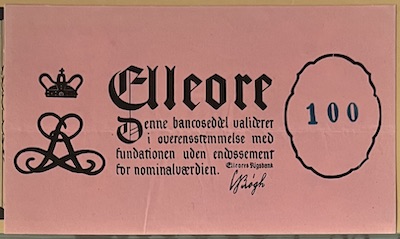 Elleore
Denne bancoseddel validerer
i overensstemmelse med
fundationen uden endossement
for nominalværdien.
Elleores Rigsbank
100